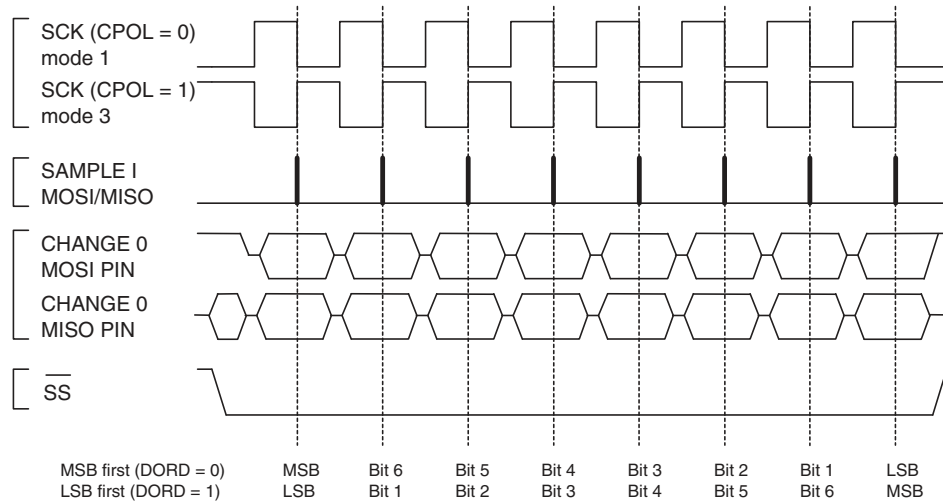 SCK (CPOL = 0)
mode 1
SCK (CPOL = 1)
mode 3
SAMPLE I
MOSI/MISO
CHANGE 0
MOSI PIN
CHANGE 0
MISO PIN
SS
MSB first (DORD = 0) MSB Bit 6 Bit 5 Bit 4 Bit 3 Bit 2 Bit 1 LSB
LSB first (DORD = 1) LSB Bit 1 Bit 2 Bit 3 Bit 4 Bit 5 Bit 6 MSB